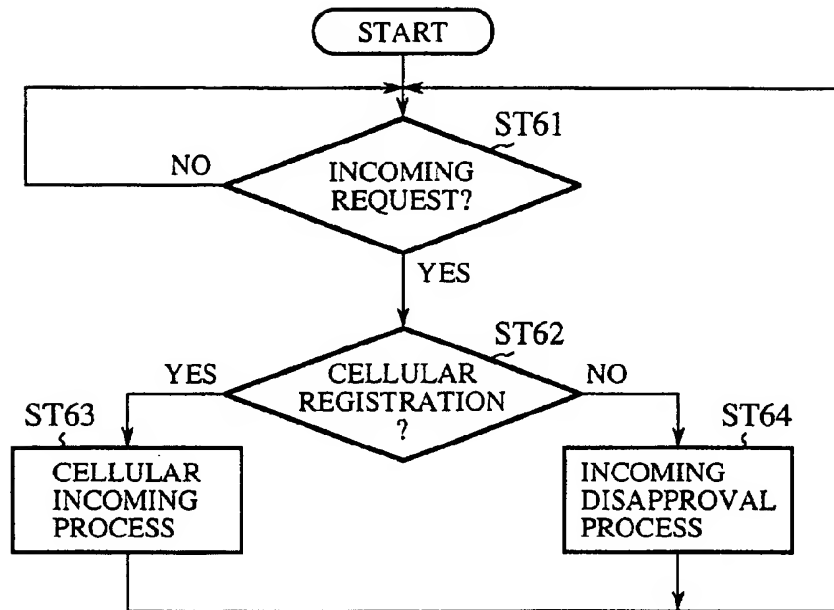 START
ST61
NO
INCOMING
REQUEST?
YES
ST62
YES
CELLULAR
REGISTRATION
?
NO
ST63
CELLULAR
INCOMING
PROCESS
ST64
INCOMING
DISAPPROVAL
PROCESS